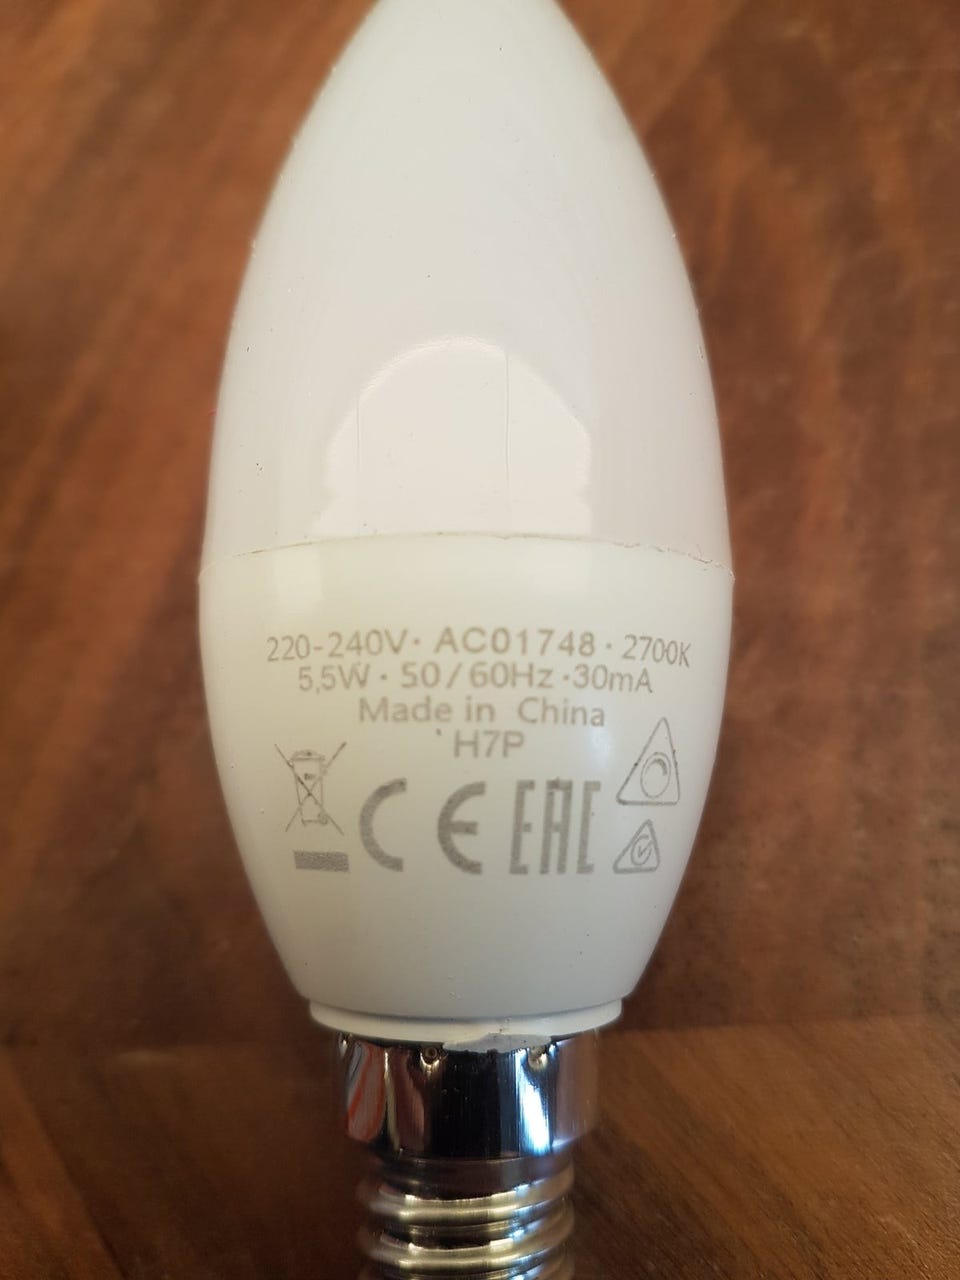 220-240V · AC01748 · 2700K
5,5W · 50/60Hz · 30mA
Made in China
H7P
CE EAC